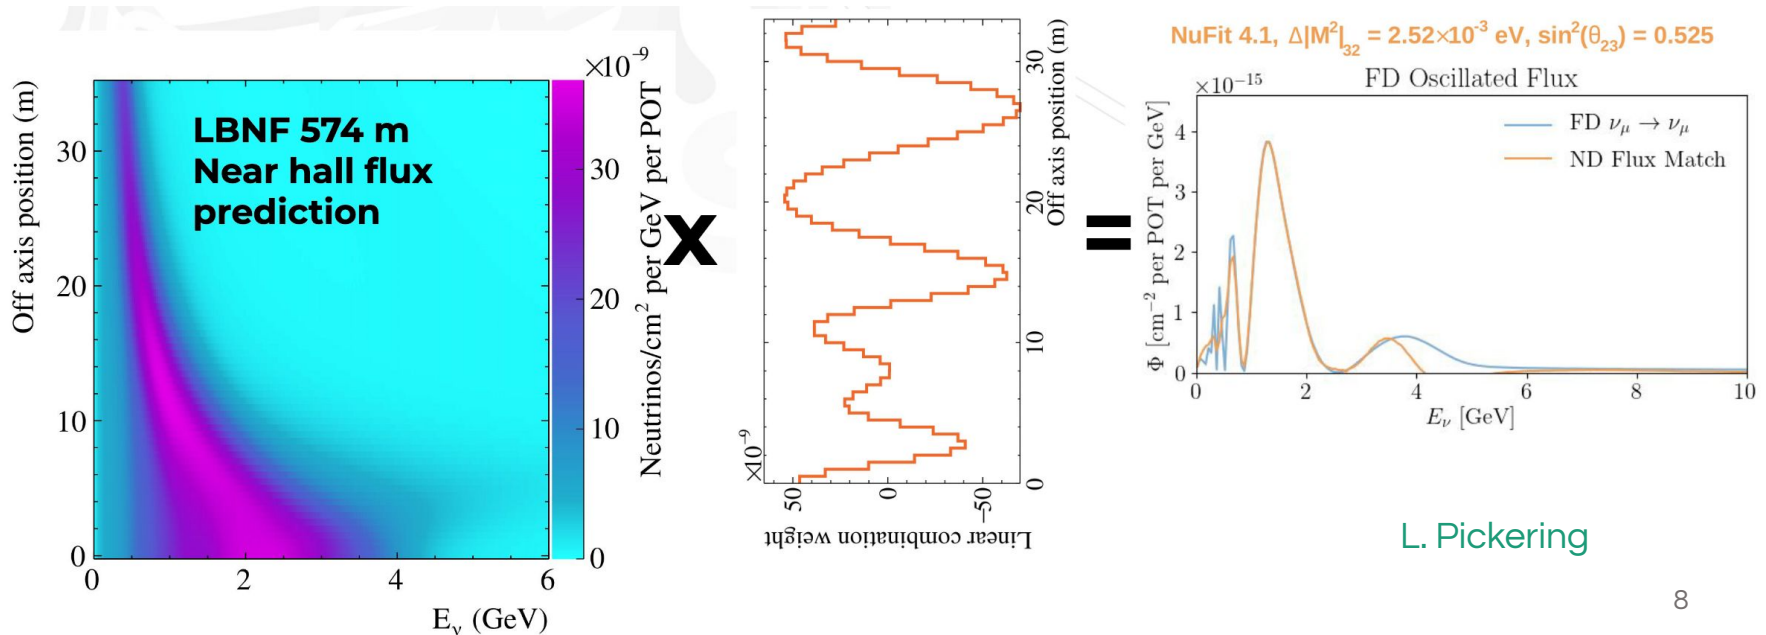 LBNF 574 m
Near hall flux
prediction
Off axis position (m)
0
10
20
30
0
2
4
6
E_ν (GeV)
×10⁻⁹
0
10
20
30
Neutrinos/cm² per GeV per POT
x
×10⁻⁹
50
0
−50
Linear combination weight
0
10
20
30
Off axis position (m)
=
NuFit 4.1, Δ|M²|₃₂ = 2.52×10⁻³ eV, sin²(θ₂₃) = 0.525
×10⁻¹⁵
FD Oscillated Flux
FD ν_μ → ν_μ
ND Flux Match
Φ [cm⁻² per POT per GeV]
0
1
2
3
4
0
2
4
6
8
10
E_ν [GeV]
L. Pickering
8